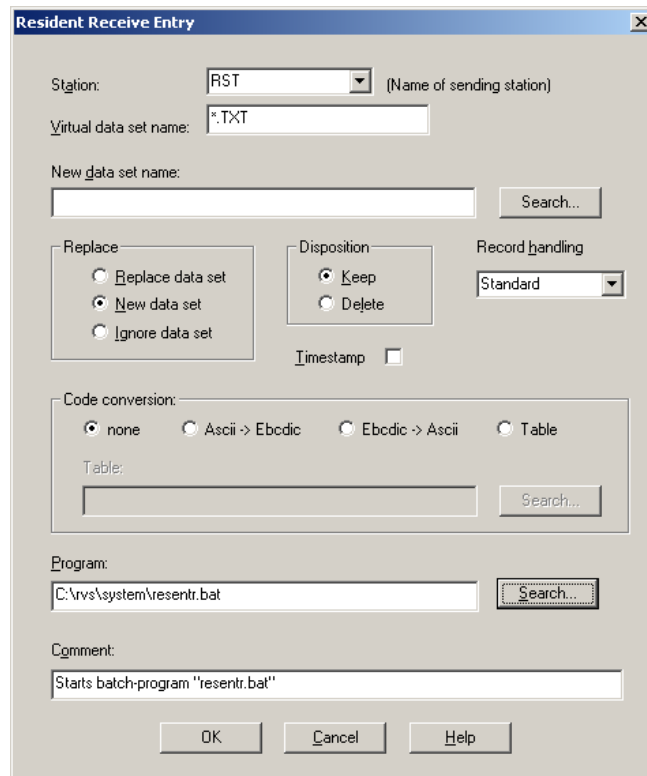 Resident Receive Entry
Station: RST (Name of sending station)
Virtual data set name: *.TXT
New data set name:
Search...
Replace Disposition Record handling
Replace data set Keep Standard
New data set Delete
Ignore data set
Timestamp
Code conversion:
none Ascii -> Ebcdic Ebcdic -> Ascii Table
Table:
Search...
Program:
C:\rvs\system\resentr.bat Search...
Comment:
Starts batch-program "resentr.bat"
OK Cancel Help